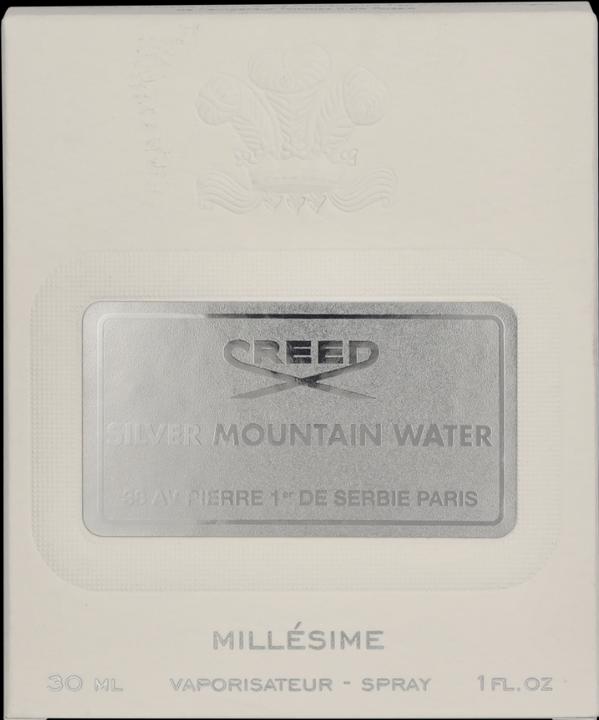 CREED
SILVER MOUNTAIN WATER
38 AV PIERRE 1er DE SERBIE PARIS
MILLÉSIME
30 ML VAPORISATEUR - SPRAY 1 FL. OZ